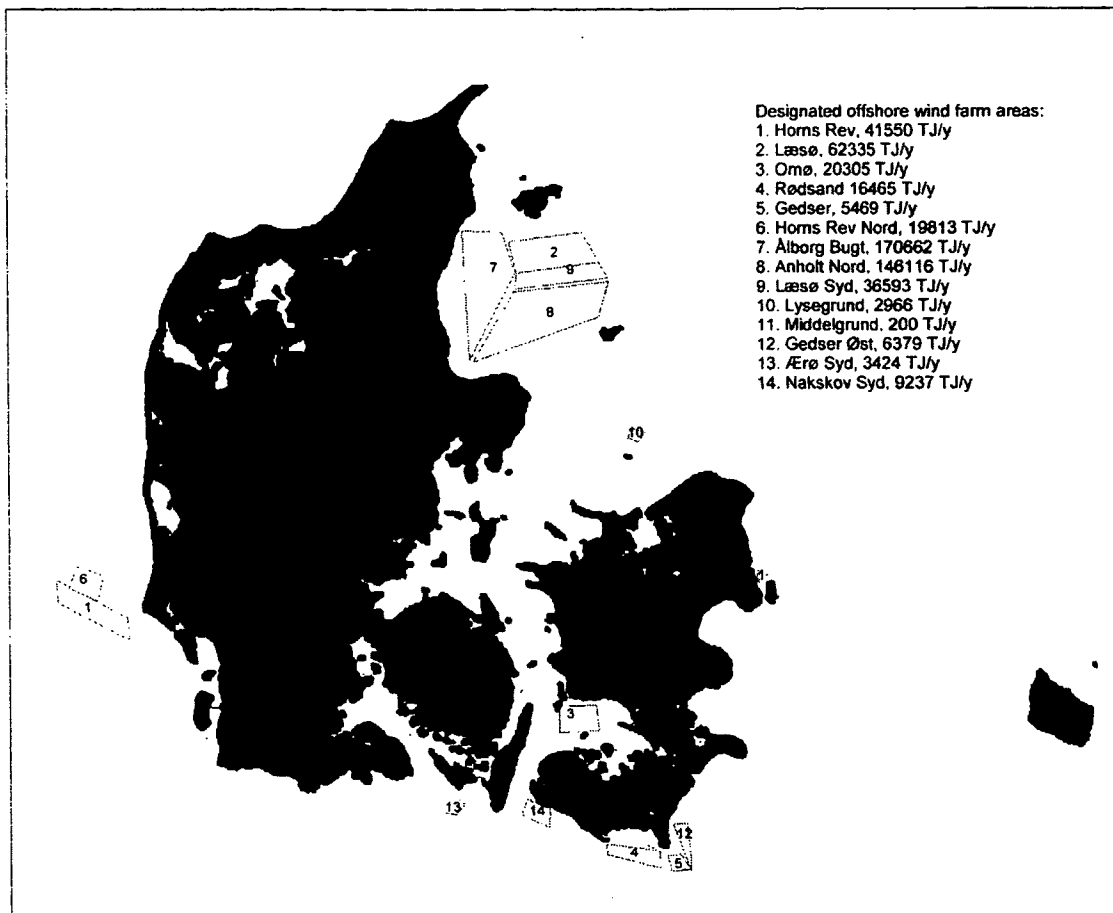 Designated offshore wind farm areas:
1. Horns Rev, 41550 TJ/y
2. Læsø, 62335 TJ/y
3. Omø, 20305 TJ/y
4. Rødsand 16465 TJ/y
5. Gedser, 5469 TJ/y
6. Horns Rev Nord, 19813 TJ/y
7. Ålborg Bugt, 170662 TJ/y
8. Anholt Nord, 146116 TJ/y
9. Læsø Syd, 36593 TJ/y
10. Lysegrund, 2966 TJ/y
11. Middelgrund, 200 TJ/y
12. Gedser Øst, 6379 TJ/y
13. Ærø Syd, 3424 TJ/y
14. Nakskov Syd, 9237 TJ/y
2
7
9
8
10
6
1
3
13
14
12
4
5